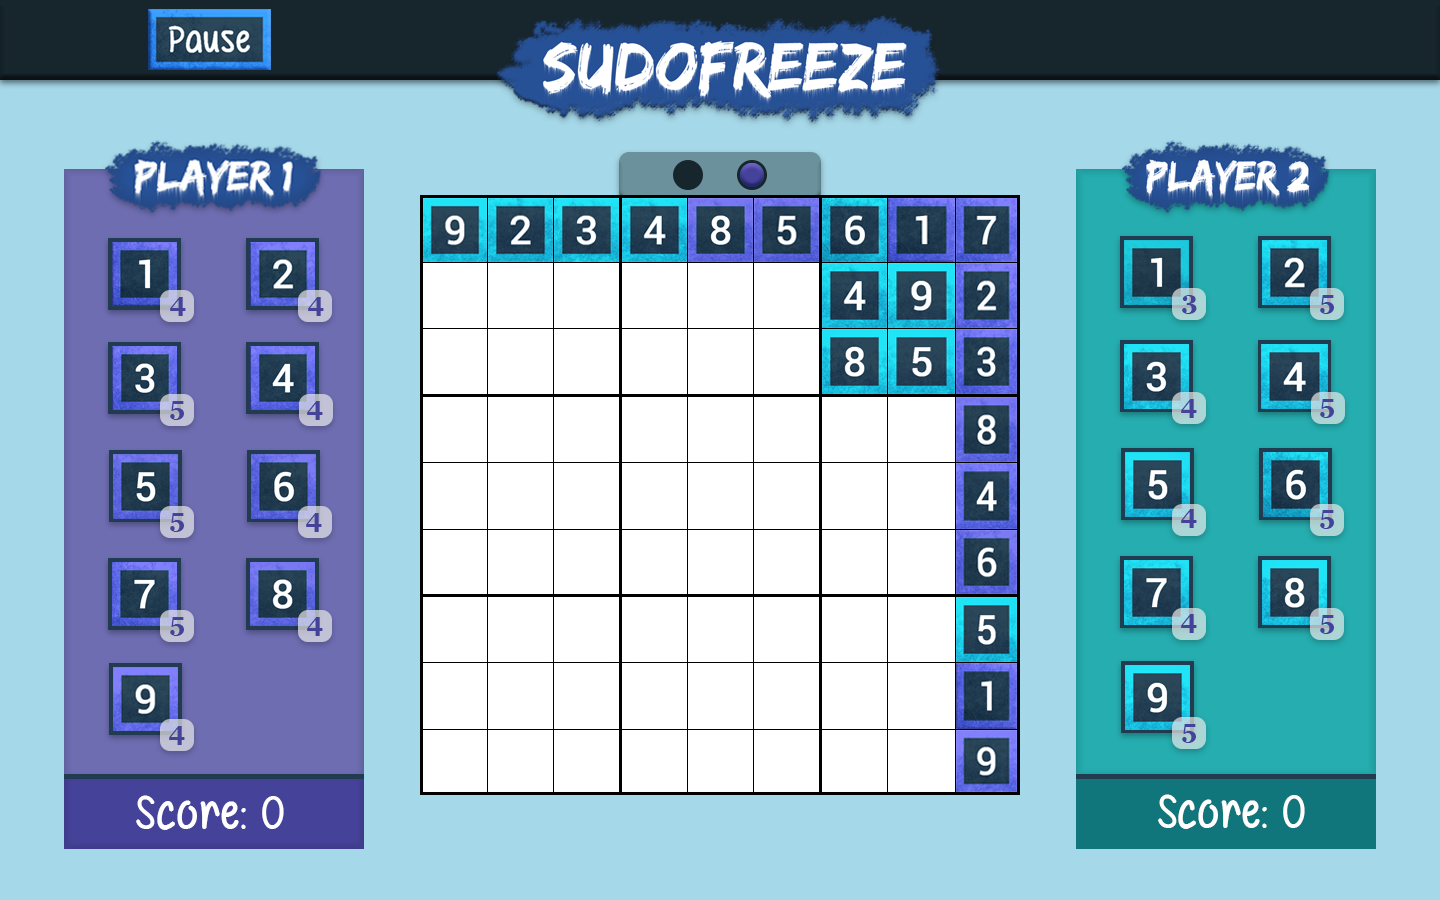 Pause
SUDOFREEZE
PLAYER 1
1 4 2 4
3 5 4 4
5 5 6 4
7 5 8 4
9 4
Score: 0
9 2 3 4 8 5 6 1 7
4 9 2
8 5 3
8
4
6
5
1
9
PLAYER 2
1 3 2 5
3 4 4 5
5 4 6 5
7 4 8 5
9 5
Score: 0